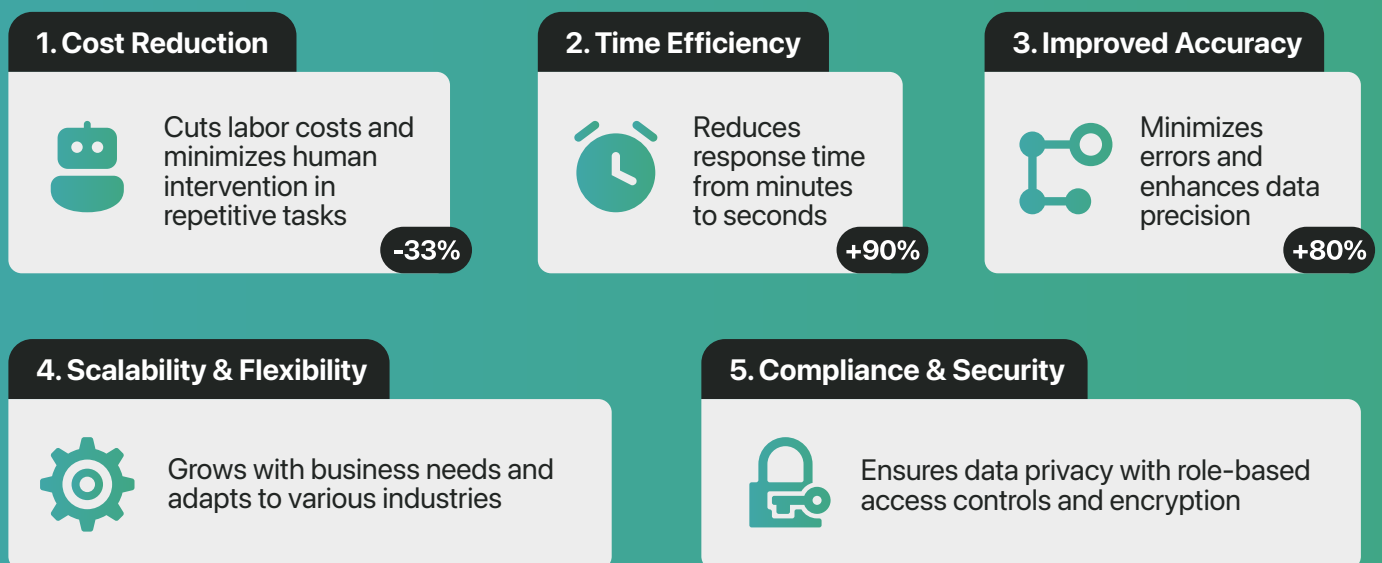 1. Cost Reduction
Cuts labor costs and
minimizes human
intervention in
repetitive tasks
-33%
2. Time Efficiency
Reduces
response time
from minutes
to seconds
+90%
3. Improved Accuracy
Minimizes
errors and
enhances data
precision
+80%
4. Scalability & Flexibility
Grows with business needs and
adapts to various industries
5. Compliance & Security
Ensures data privacy with role-based
access controls and encryption